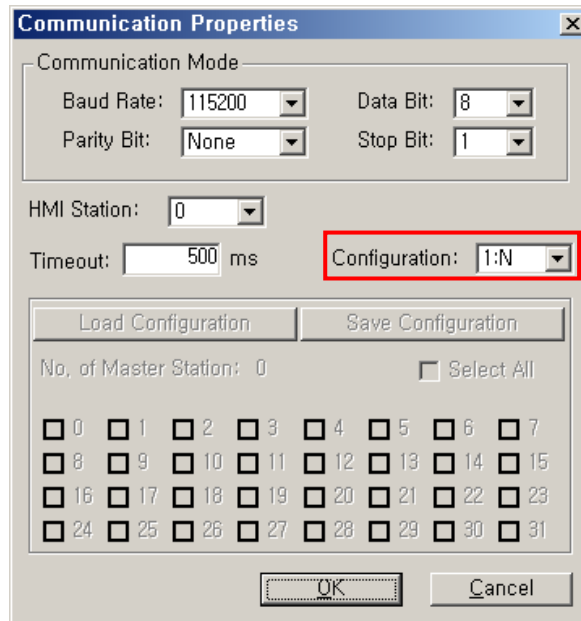 Communication Properties
Communication Mode
Baud Rate: 115200 Data Bit: 8
Parity Bit: None Stop Bit: 1
HMI Station: 0
Timeout: 500 ms Configuration: 1:N
Load Configuration Save Configuration
No. of Master Station: 0 Select All
0 1 2 3 4 5 6 7
8 9 10 11 12 13 14 15
16 17 18 19 20 21 22 23
24 25 26 27 28 29 30 31
OK Cancel